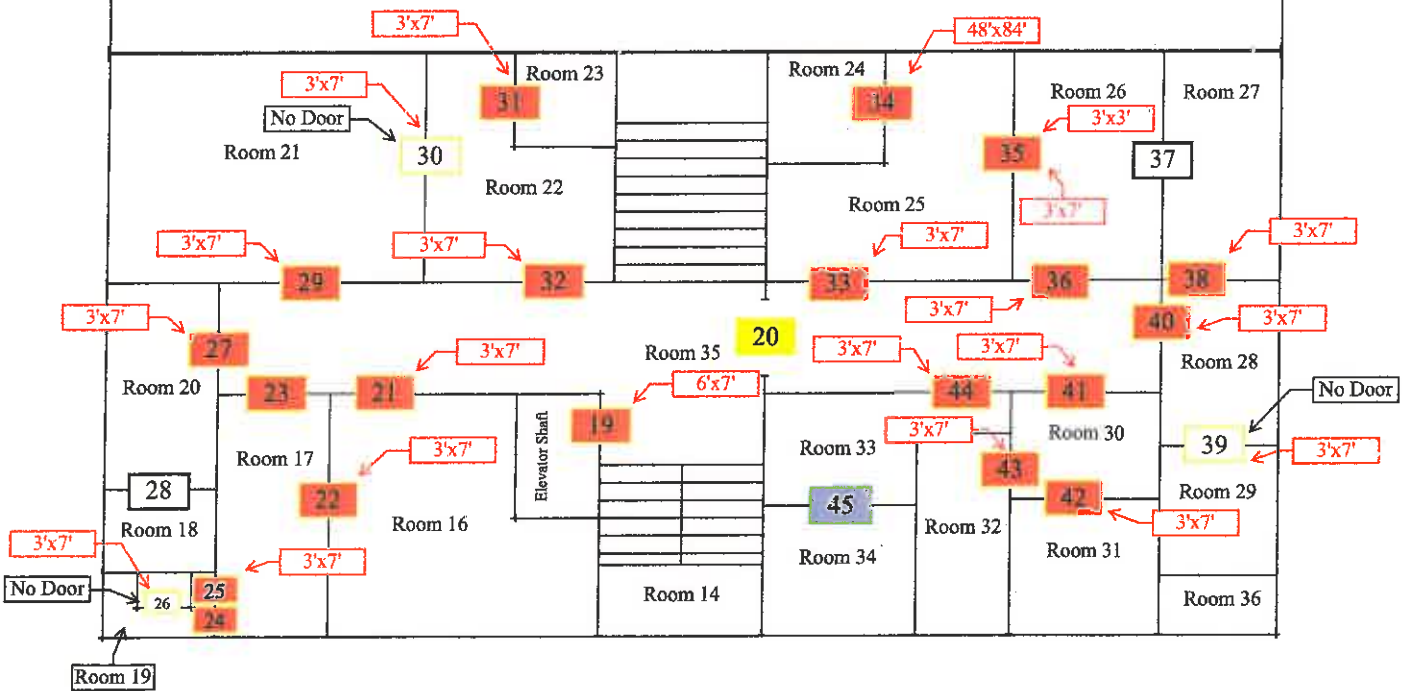 3'x7'
48'x84'
Room 23
Room 24
3'x7'
31
34
Room 26
Room 27
No Door
3'x3'
Room 21
30
35
37
Room 22
3'x7'
Room 25
3'x7'
3'x7'
3'x7'
3'x7'
29
32
33
36
38
3'x7'
3'x7'
40
3'x7'
27
20
Room 35
3'x7'
3'x7'
3'x7'
Room 28
Room 20
6'x7'
23
21
44
41
No Door
19
Elevator Shaft
3'x7'
Room 30
Room 33
39
Room 17
3'x7'
3'x7'
43
28
22
45
42
Room 29
Room 16
Room 18
Room 32
3'x7'
3'x7'
Room 34
Room 31
3'x7'
No Door
25
26
24
Room 14
Room 36
Room 19